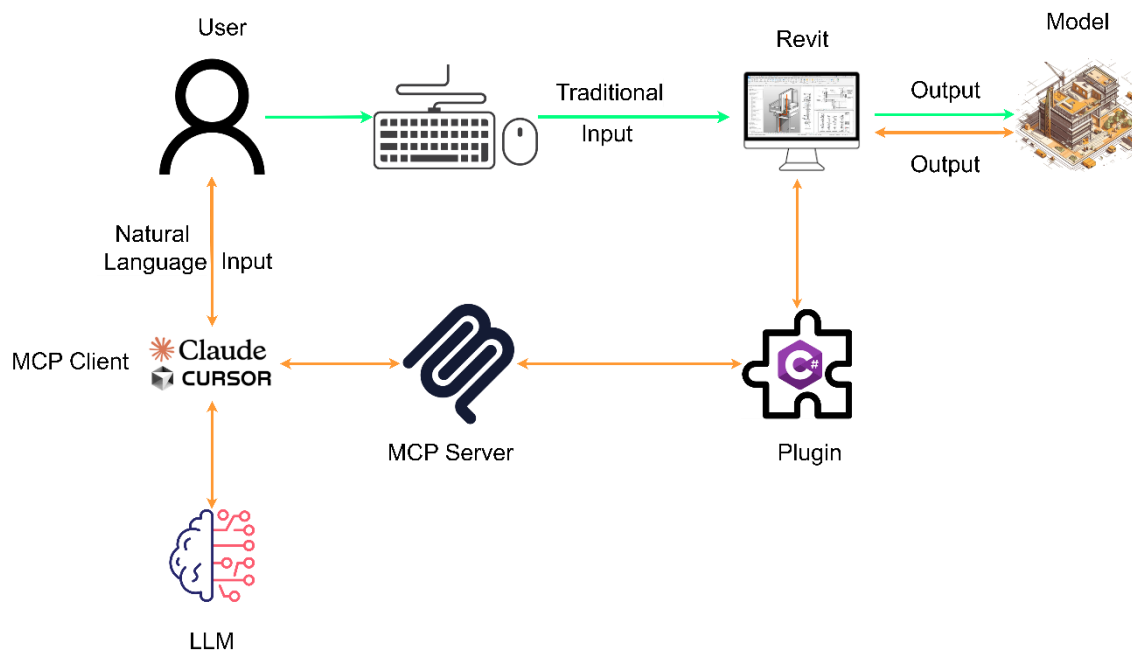 User
Revit
Model
Traditional
Input
Output
Output
Natural
Language Input
MCP Client
Claude
CURSOR
C#
MCP Server
Plugin
LLM